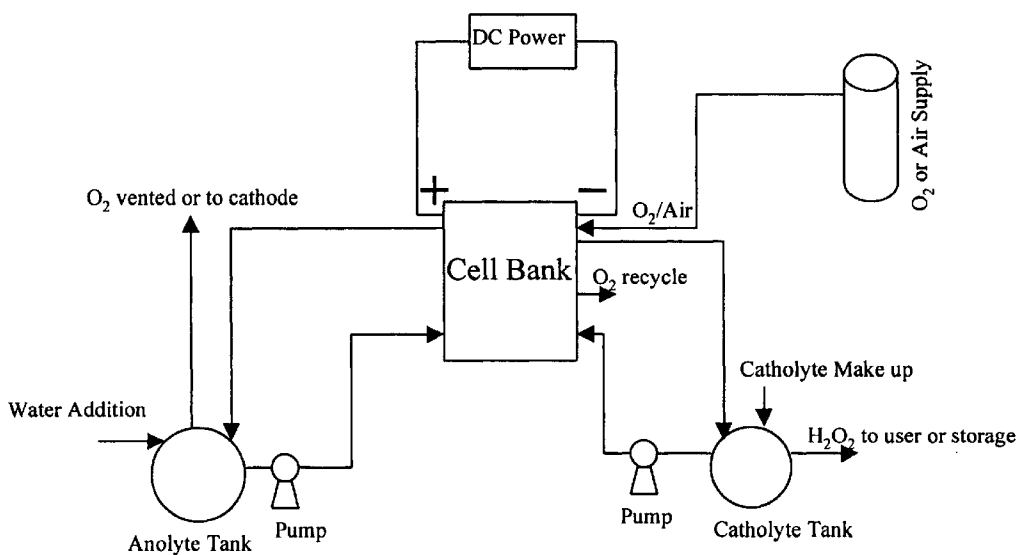 DC Power
O₂ or Air Supply
+
−
O₂ vented or to cathode
O₂/Air
Cell Bank
O₂ recycle
Catholyte Make up
Water Addition
H₂O₂ to user or storage
Pump
Pump
Catholyte Tank
Anolyte Tank